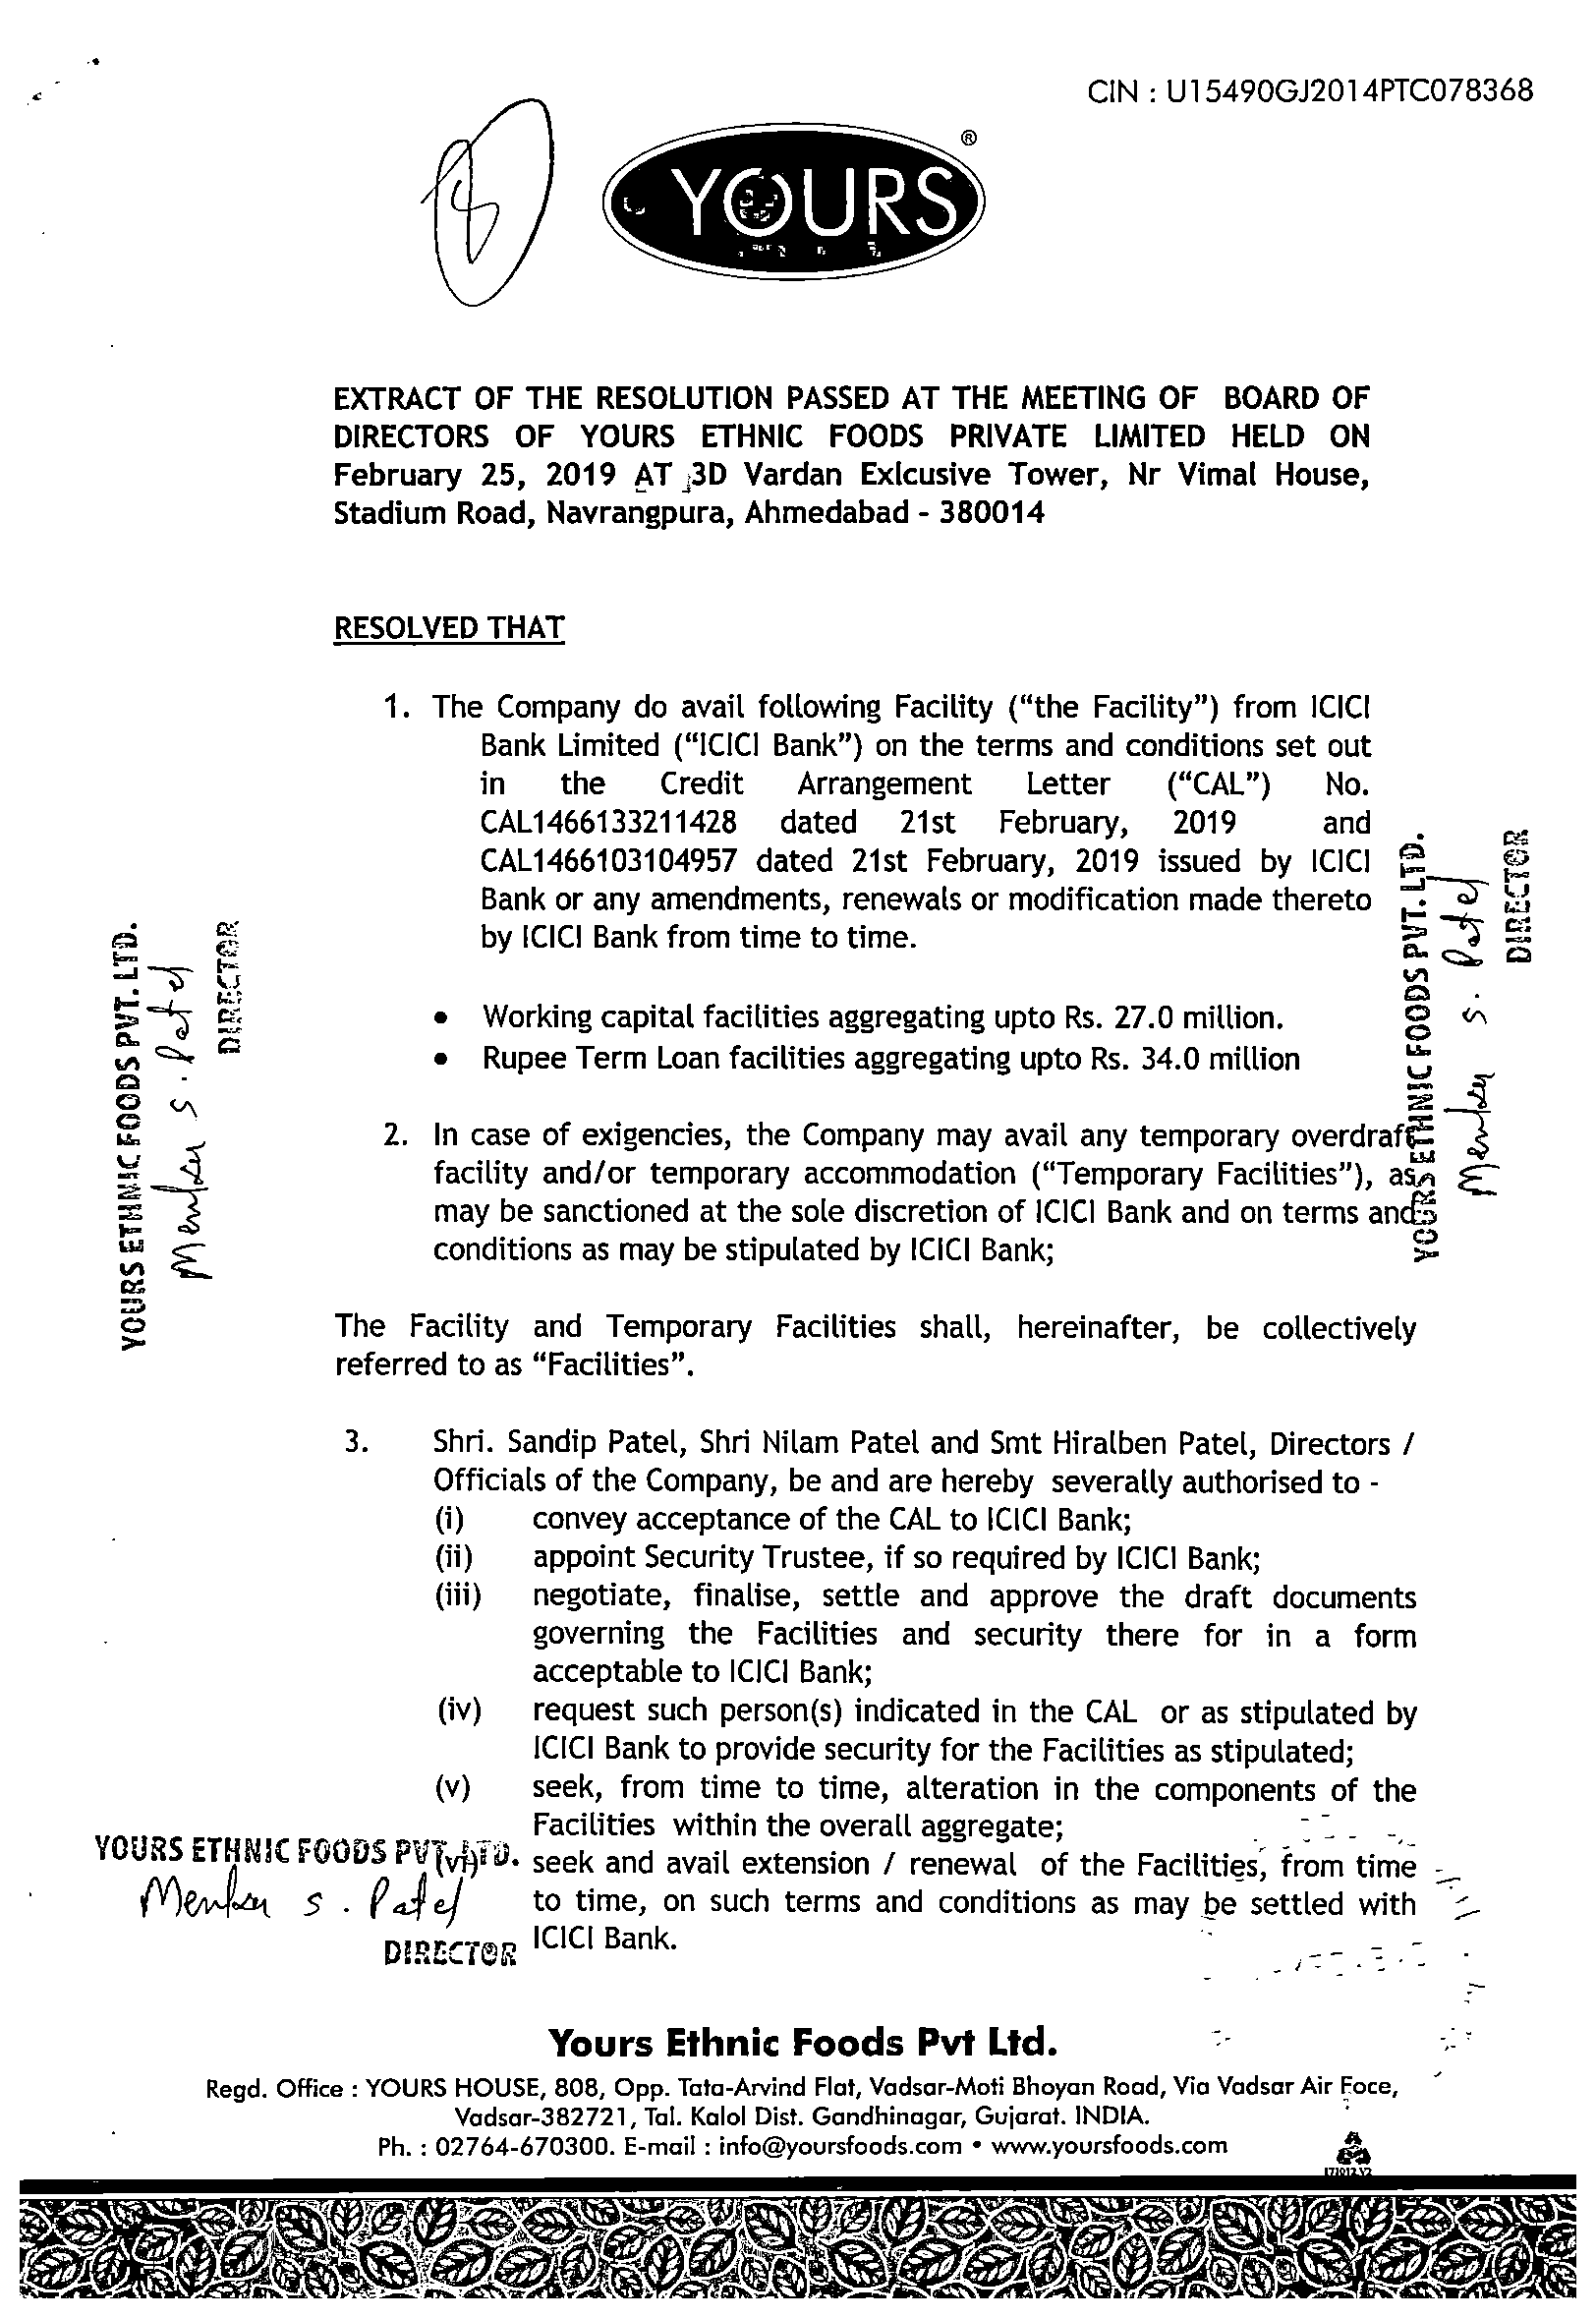 CIN : U15490GJ2014PTC078368
YOURS ®
EXTRACT OF THE RESOLUTION PASSED AT THE MEETING OF BOARD OF
DIRECTORS OF YOURS ETHNIC FOODS PRIVATE LIMITED HELD ON
February 25, 2019 AT 3D Vardan Exlcusive Tower, Nr Vimal House,
Stadium Road, Navrangpura, Ahmedabad - 380014
RESOLVED THAT
1. The Company do avail following Facility (“the Facility”) from ICICI
Bank Limited (“ICICI Bank”) on the terms and conditions set out
in the Credit Arrangement Letter (“CAL”) No.
CAL1466133211428 dated 21st February, 2019 and
CAL1466103104957 dated 21st February, 2019 issued by ICICI
Bank or any amendments, renewals or modification made thereto
by ICICI Bank from time to time.
• Working capital facilities aggregating upto Rs. 27.0 million.
• Rupee Term Loan facilities aggregating upto Rs. 34.0 million
2. In case of exigencies, the Company may avail any temporary overdraft
facility and/or temporary accommodation (“Temporary Facilities”), as
may be sanctioned at the sole discretion of ICICI Bank and on terms and
conditions as may be stipulated by ICICI Bank;
The Facility and Temporary Facilities shall, hereinafter, be collectively
referred to as “Facilities”.
3. Shri. Sandip Patel, Shri Nilam Patel and Smt Hiralben Patel, Directors /
Officials of the Company, be and are hereby severally authorised to -
(i) convey acceptance of the CAL to ICICI Bank;
(ii) appoint Security Trustee, if so required by ICICI Bank;
(iii) negotiate, finalise, settle and approve the draft documents
governing the Facilities and security there for in a form
acceptable to ICICI Bank;
(iv) request such person(s) indicated in the CAL or as stipulated by
ICICI Bank to provide security for the Facilities as stipulated;
(v) seek, from time to time, alteration in the components of the
Facilities within the overall aggregate;
(vi) seek and avail extension / renewal of the Facilities, from time
to time, on such terms and conditions as may be settled with
ICICI Bank.
YOURS ETHNIC FOODS PVT. LTD.
S. Patel
DIRECTOR
YOURS ETHNIC FOODS PVT. LTD.
S. Patel
DIRECTOR
YOURS ETHNIC FOODS PVT. LTD.
S. Patel
DIRECTOR
Yours Ethnic Foods Pvt Ltd.
Regd. Office : YOURS HOUSE, 808, Opp. Tata-Arvind Flat, Vadsar-Moti Bhoyan Road, Via Vadsar Air Foce,
Vadsar-382721, Tal. Kalol Dist. Gandhinagar, Gujarat. INDIA.
Ph. : 02764-670300. E-mail : info@yoursfoods.com • www.yoursfoods.com